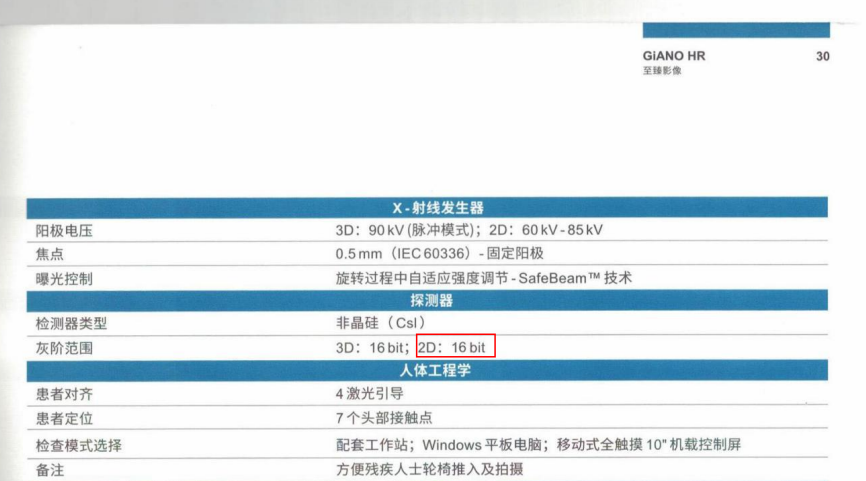 GiANO HR 30
至臻影像
X-射线发生器
阳极电压 3D：90 kV (脉冲模式)；2D：60 kV - 85 kV
焦点 0.5 mm（IEC 60336）- 固定阳极
曝光控制 旋转过程中自适应强度调节 - SafeBeam™ 技术
探测器
检测器类型 非晶硅（CsI）
灰阶范围 3D：16 bit；2D：16 bit
人体工程学
患者对齐 4 激光引导
患者定位 7 个头部接触点
检查模式选择 配套工作站；Windows 平板电脑；移动式全触摸 10" 机载控制屏
备注 方便残疾人士轮椅推入及拍摄